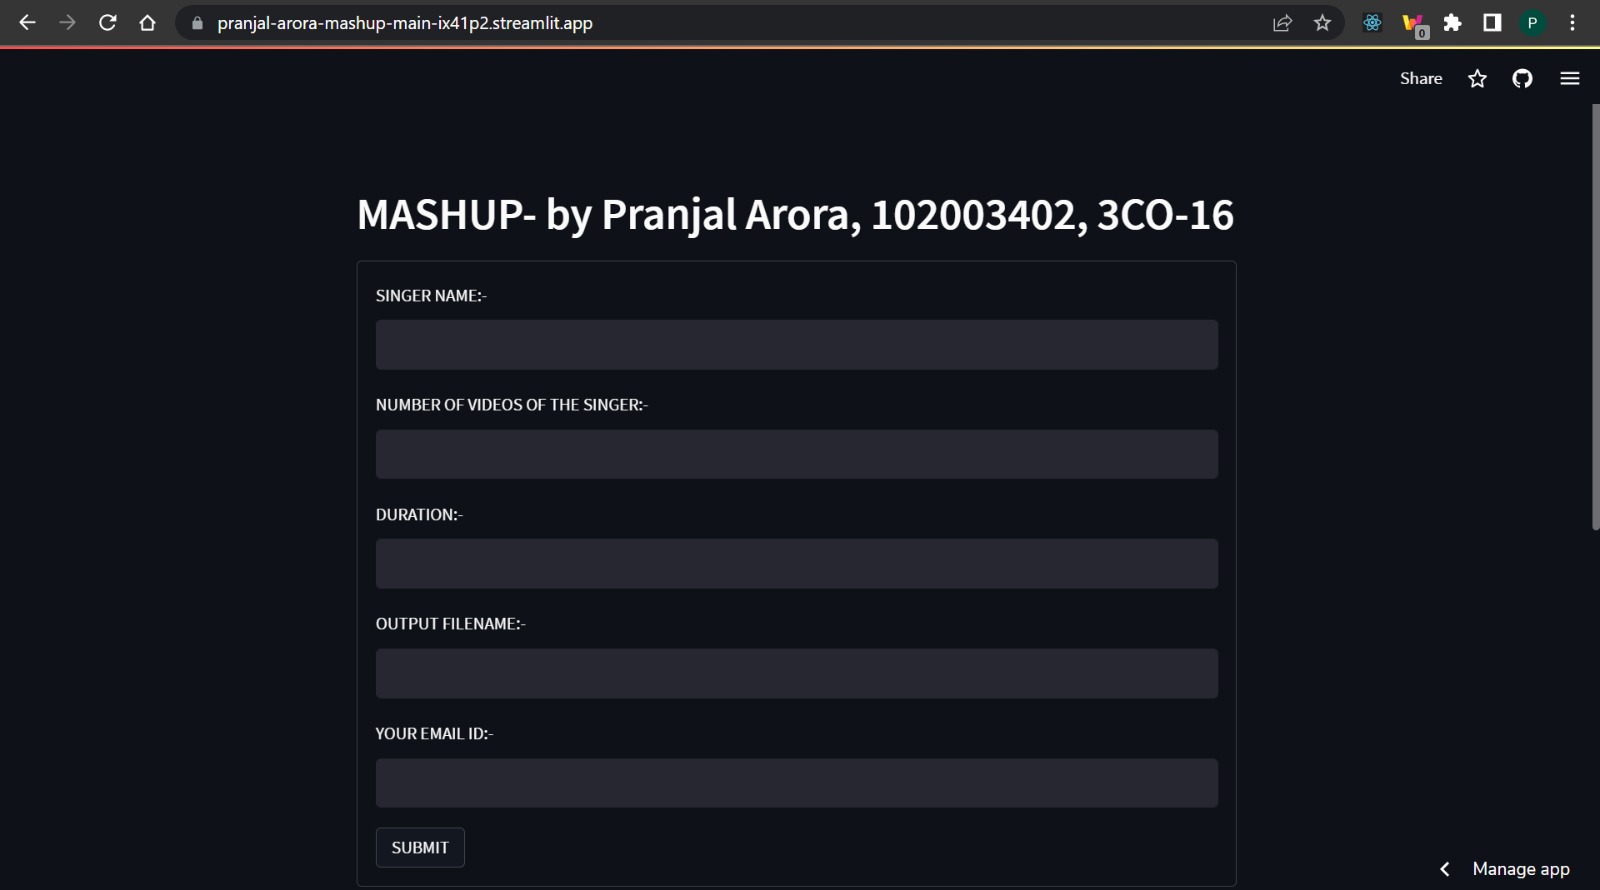 pranjal-arora-mashup-main-ix41p2.streamlit.app
0
P
Share
MASHUP- by Pranjal Arora, 102003402, 3CO-16
SINGER NAME:-
NUMBER OF VIDEOS OF THE SINGER:-
DURATION:-
OUTPUT FILENAME:-
YOUR EMAIL ID:-
SUBMIT
Manage app